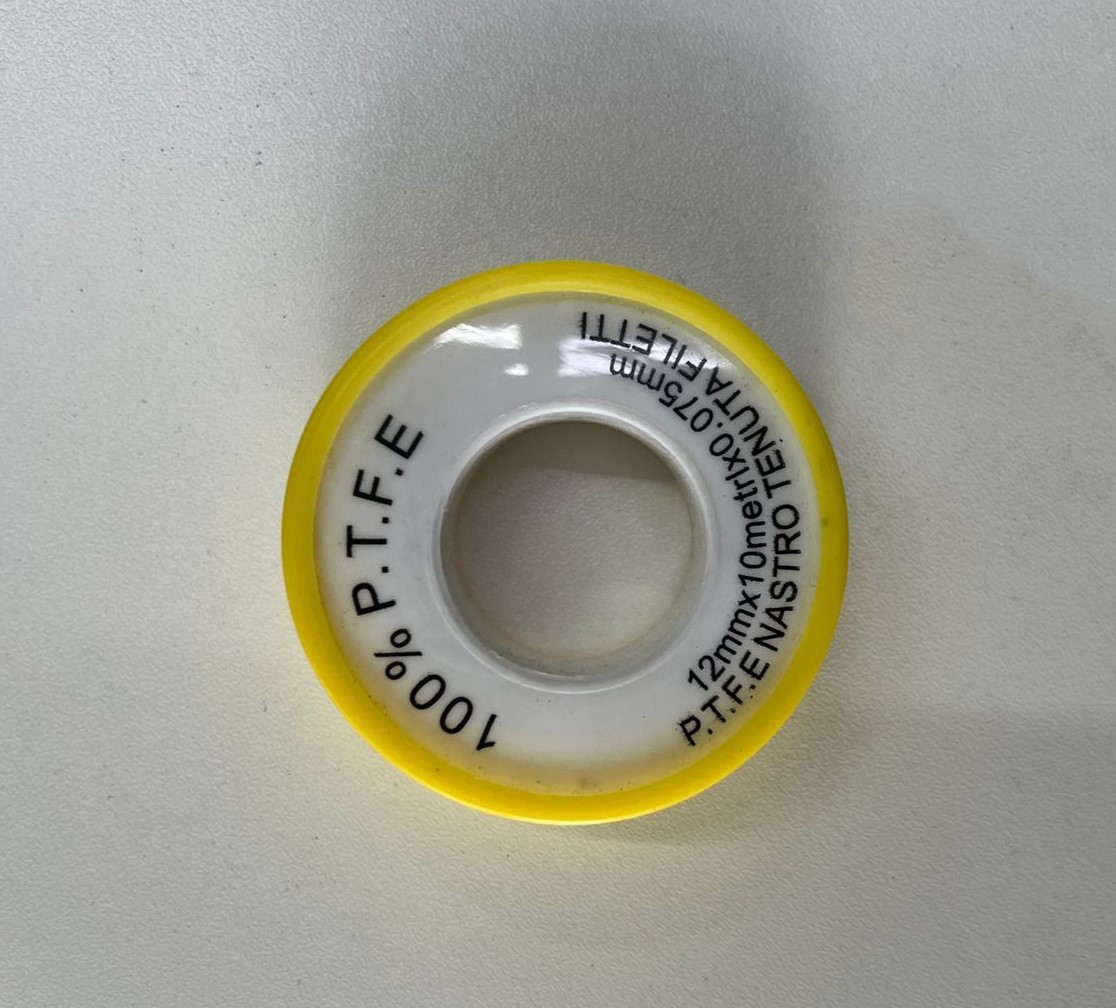 100% P.T.F.E
P.T.F.E NASTRO TENUTA FILETTI
12mmx10metrIx0.075mm